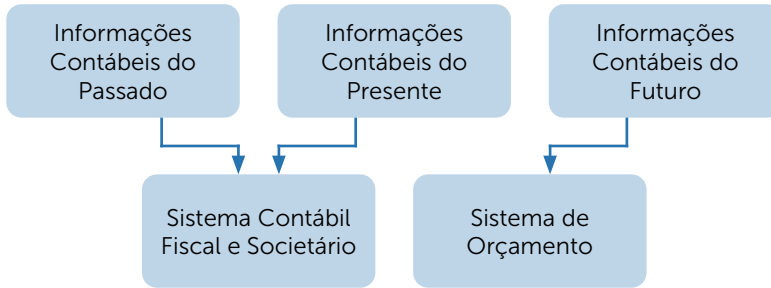 Informações
Contábeis do
Passado
Informações
Contábeis do
Presente
Informações
Contábeis do
Futuro
Sistema Contábil
Fiscal e Societário
Sistema de
Orçamento